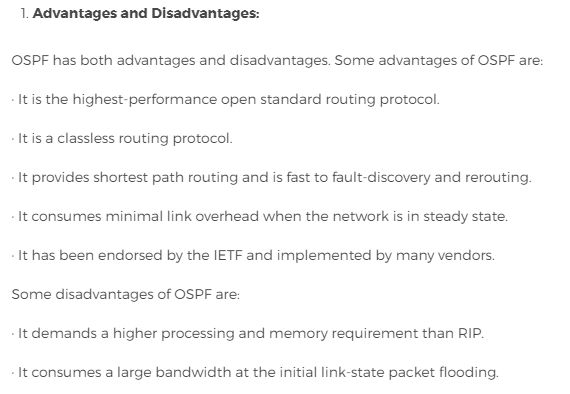 1. Advantages and Disadvantages:
OSPF has both advantages and disadvantages. Some advantages of OSPF are:
· It is the highest-performance open standard routing protocol.
· It is a classless routing protocol.
· It provides shortest path routing and is fast to fault-discovery and rerouting.
· It consumes minimal link overhead when the network is in steady state.
· It has been endorsed by the IETF and implemented by many vendors.
Some disadvantages of OSPF are:
· It demands a higher processing and memory requirement than RIP.
· It consumes a large bandwidth at the initial link-state packet flooding.